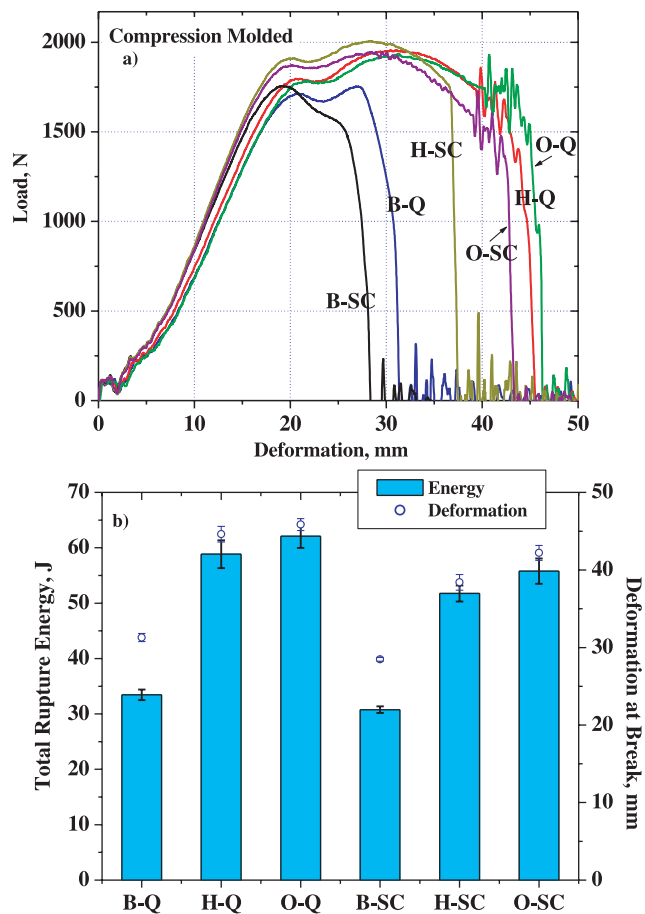 Compression Molded
a)
2000
1500
1000
500
0
Load, N
H-SC
O-Q
B-Q
H-Q
O-SC
B-SC
0 10 20 30 40 50
Deformation, mm
b)
Energy
Deformation
70
60
50
40
30
20
10
0
Total Rupture Energy, J
50
40
30
20
10
0
Deformation at Break, mm
B-Q H-Q O-Q B-SC H-SC O-SC